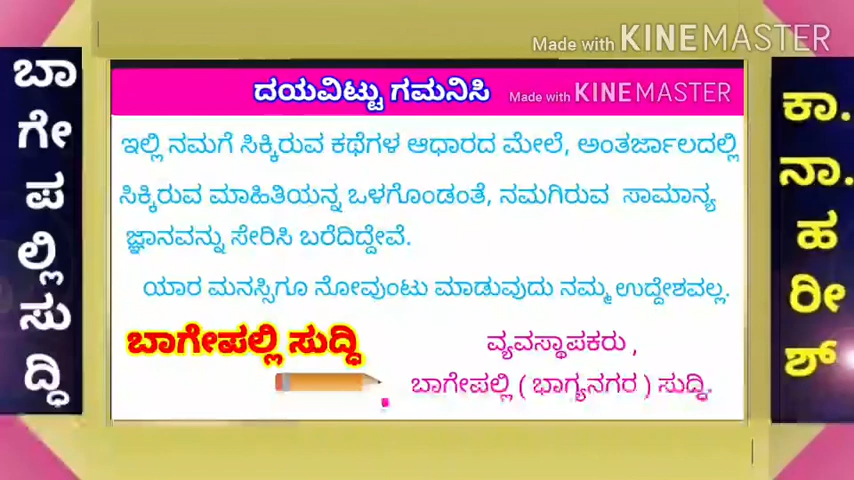 Made with KINEMASTER
ದಯವಿಟ್ಟು ಗಮನಿಸಿ Made with KINEMASTER
ಇಲ್ಲಿ ನಮಗೆ ಸಿಕ್ಕಿರುವ ಕಥೆಗಳ ಆಧಾರದ ಮೇಲೆ, ಅಂತರ್ಜಾಲದಲ್ಲಿ
ಸಿಕ್ಕಿರುವ ಮಾಹಿತಿಯನ್ನ ಒಳಗೊಂಡಂತೆ, ನಮಗಿರುವ ಸಾಮಾನ್ಯ
ಜ್ಞಾನವನ್ನು ಸೇರಿಸಿ ಬರೆದಿದ್ದೇವೆ.
ಯಾರ ಮನಸ್ಸಿಗೂ ನೋವುಂಟು ಮಾಡುವುದು ನಮ್ಮ ಉದ್ದೇಶವಲ್ಲ.
ಬಾಗೇಪಲ್ಲಿ ಸುದ್ದಿ
ವ್ಯವಸ್ಥಾಪಕರು ,
ಬಾಗೇಪಲ್ಲಿ ( ಭಾಗ್ಯನಗರ ) ಸುದ್ದಿ.
ಬಾಗೇಪಲ್ಲಿಸುದ್ದಿ
ಕಾ.ನಾ.ಹರೀಶ್